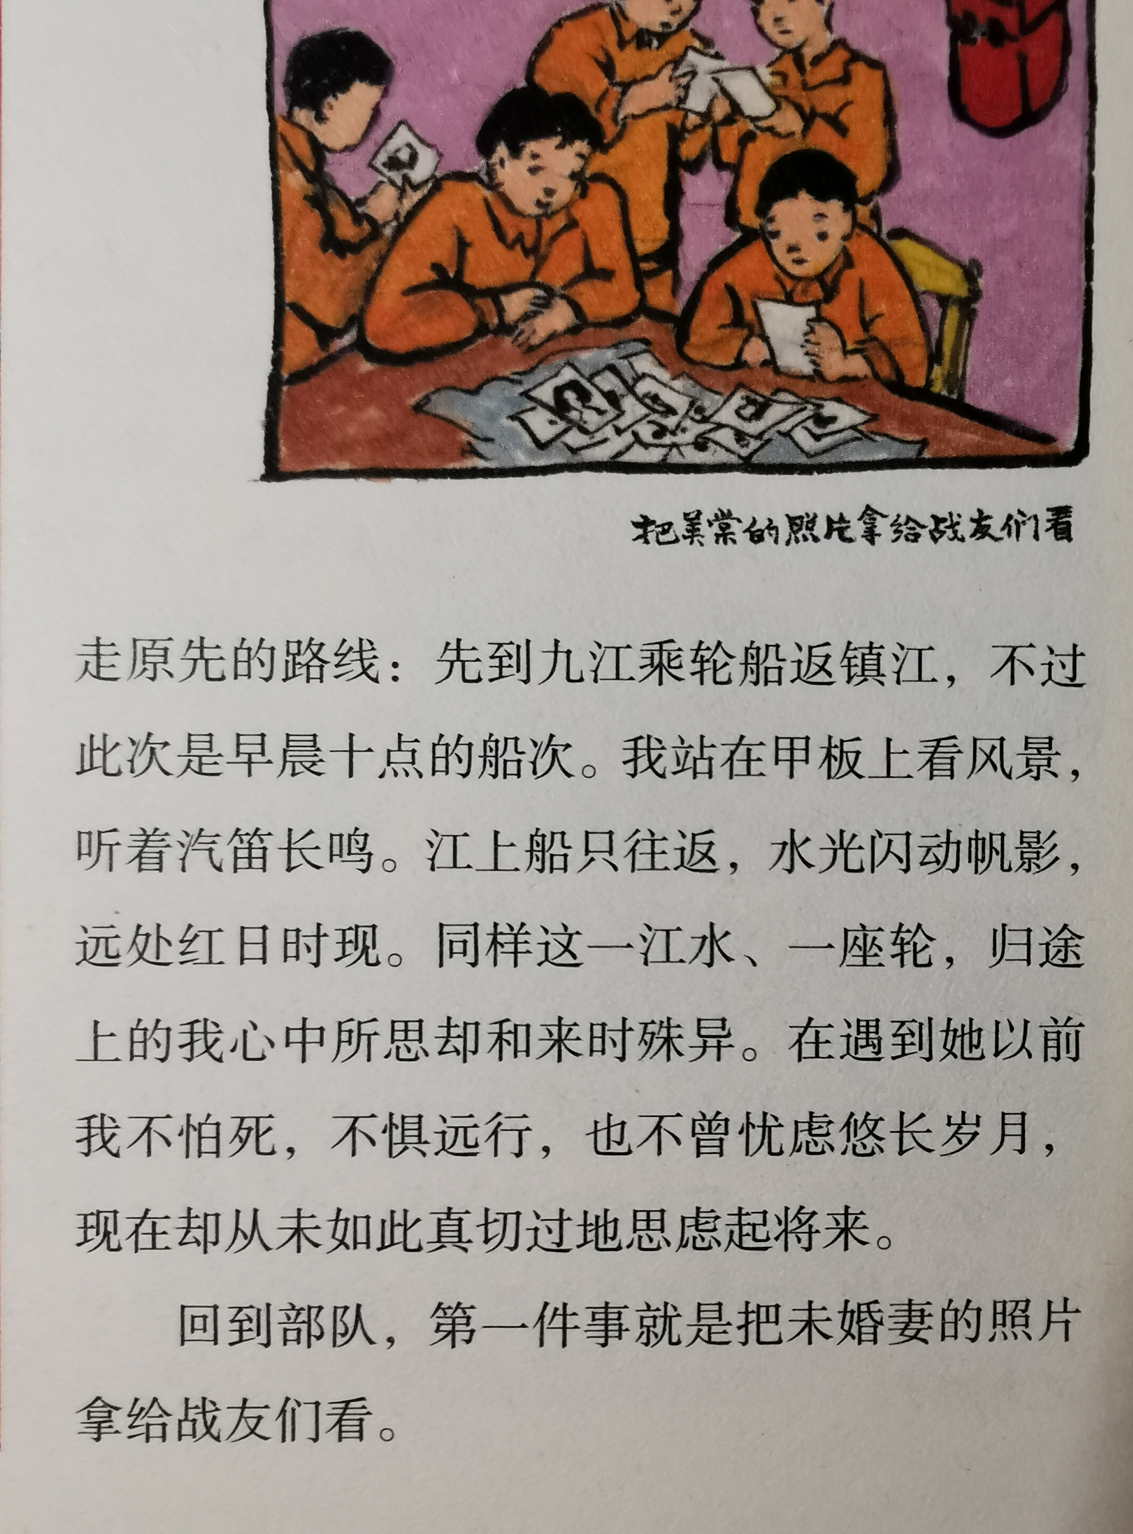 把美棠的照片拿给战友们看
走原先的路线：先到九江乘轮船返镇江，不过
此次是早晨十点的船次。我站在甲板上看风景，
听着汽笛长鸣。江上船只往返，水光闪动帆影，
远处红日时现。同样这一江水、一座轮，归途
上的我心中所思却和来时殊异。在遇到她以前
我不怕死，不惧远行，也不曾忧虑悠长岁月，
现在却从未如此真切过地思虑起将来。
回到部队，第一件事就是把未婚妻的照片
拿给战友们看。